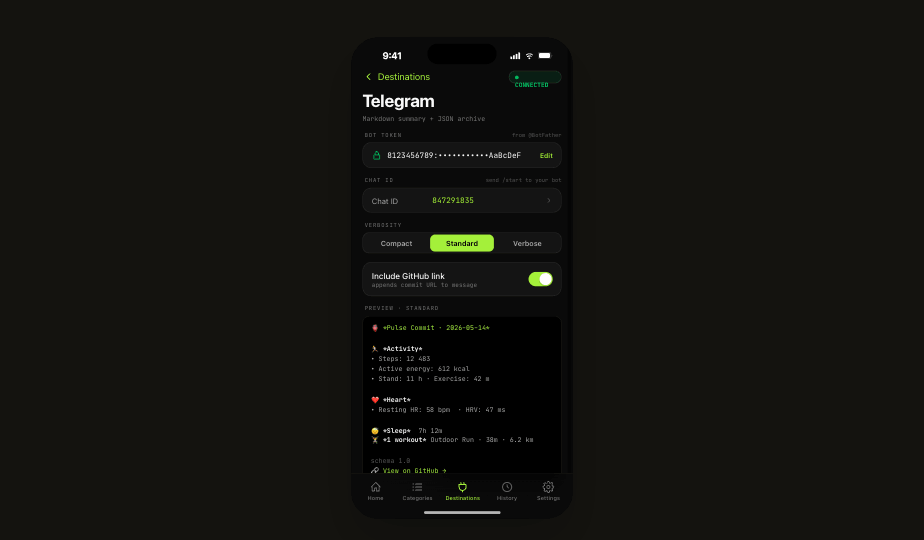 9:41
Destinations
CONNECTED
Telegram
Markdown summary + JSON archive
BOT TOKEN from @BotFather
8123456789:•••••••••••AaBcDeF Edit
CHAT ID send /start to your bot
Chat ID 847291835
VERBOSITY
Compact Standard Verbose
Include GitHub link
appends commit URL to message
PREVIEW · STANDARD
*Pulse Commit · 2026-05-14*
*Activity*
• Steps: 12 483
• Active energy: 612 kcal
• Stand: 11 h · Exercise: 42 m
*Heart*
• Resting HR: 58 bpm · HRV: 47 ms
*Sleep* 7h 12m
*1 workout* Outdoor Run · 38m · 6.2 km
schema 1.0
View on GitHub →
Home Categories Destinations History Settings